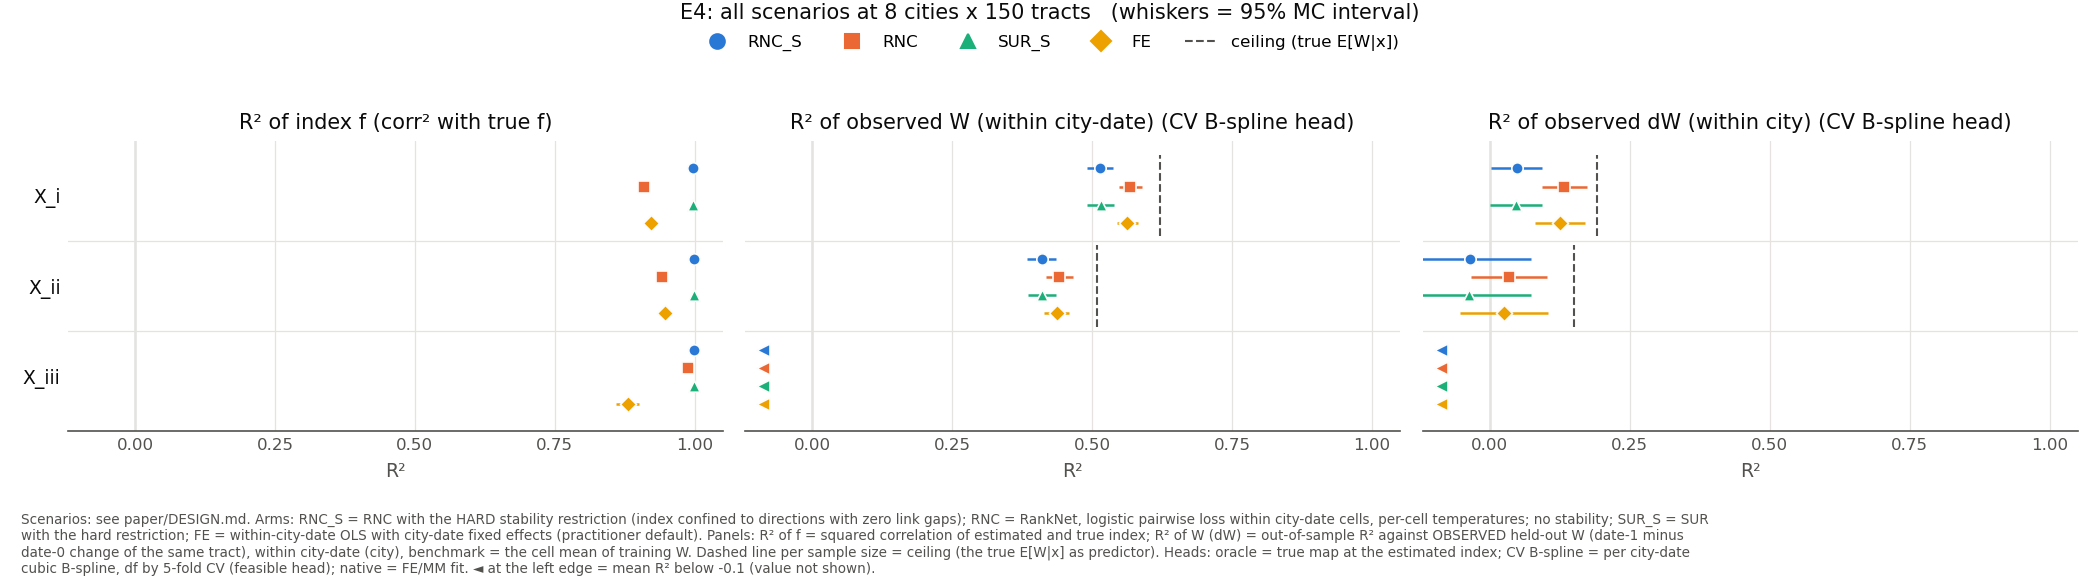 E4: all scenarios at 8 cities x 150 tracts   (whiskers = 95% MC interval)
RNC_S   RNC   SUR_S   FE   ceiling (true E[W|x])
R² of index f (corr² with true f)
R² of observed W (within city-date) (CV B-spline head)
R² of observed dW (within city) (CV B-spline head)
X_i
X_ii
X_iii
0.00 0.25 0.50 0.75 1.00
0.00 0.25 0.50 0.75 1.00
0.00 0.25 0.50 0.75 1.00
R²
R²
R²
Scenarios: see paper/DESIGN.md. Arms: RNC_S = RNC with the HARD stability restriction (index confined to directions with zero link gaps); RNC = RankNet, logistic pairwise loss within city-date cells, per-cell temperatures; no stability; SUR_S = SUR
with the hard restriction; FE = within-city-date OLS with city-date fixed effects (practitioner default). Panels: R² of f = squared correlation of estimated and true index; R² of W (dW) = out-of-sample R² against OBSERVED held-out W (date-1 minus
date-0 change of the same tract), within city-date (city), benchmark = the cell mean of training W. Dashed line per sample size = ceiling (the true E[W|x] as predictor). Heads: oracle = true map at the estimated index; CV B-spline = per city-date
cubic B-spline, df by 5-fold CV (feasible head); native = FE/MM fit. ◄ at the left edge = mean R² below -0.1 (value not shown).